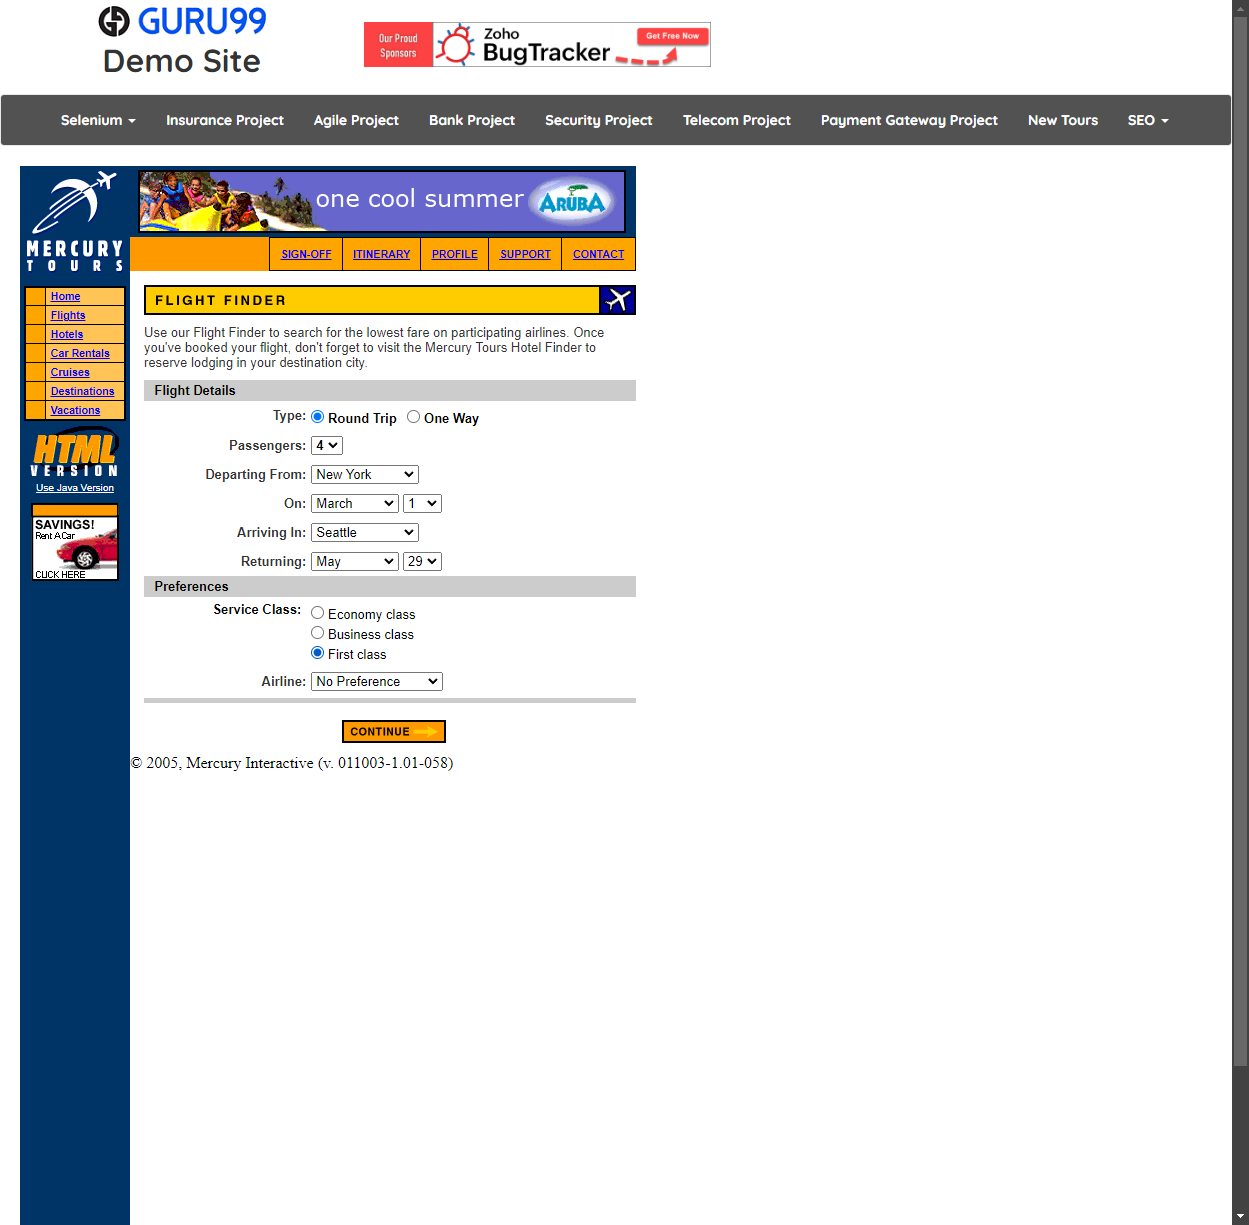 GURU99
Demo Site
Our Proud
Sponsors
Zoho
BugTracker
Get Free Now
Selenium
Insurance Project
Agile Project
Bank Project
Security Project
Telecom Project
Payment Gateway Project
New Tours
SEO
MERCURY
TOURS
one cool summer
ARUBA
SIGN-OFF
ITINERARY
PROFILE
SUPPORT
CONTACT
Home
Flights
Hotels
Car Rentals
Cruises
Destinations
Vacations
HTML
VERSION
Use Java Version
SAVINGS!
Rent A Car
CLICK HERE
FLIGHT FINDER
Use our Flight Finder to search for the lowest fare on participating airlines. Once
you've booked your flight, don't forget to visit the Mercury Tours Hotel Finder to
reserve lodging in your destination city.
Flight Details
Type: Round Trip One Way
Passengers: 4
Departing From: New York
On: March 1
Arriving In: Seattle
Returning: May 29
Preferences
Service Class: Economy class
Business class
First class
Airline: No Preference
CONTINUE
© 2005, Mercury Interactive (v. 011003-1.01-058)